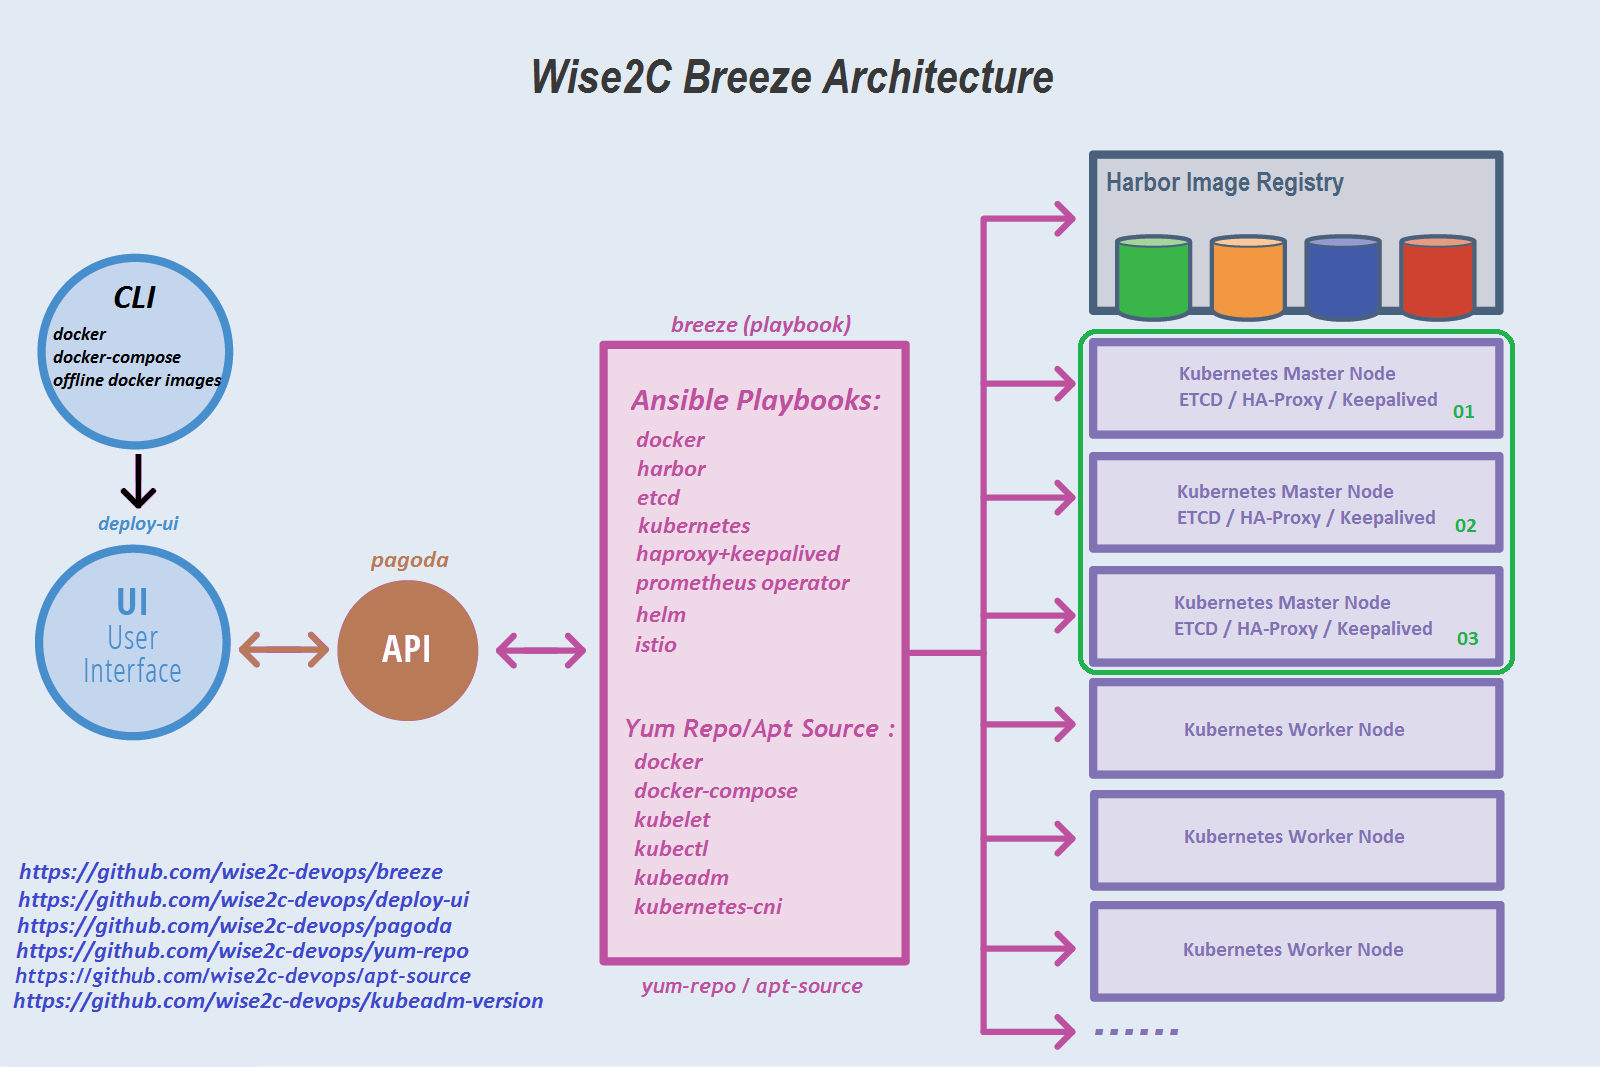 Wise2C Breeze Architecture
CLI
docker
docker-compose
offline docker images
deploy-ui
UI
User
Interface
pagoda
API
breeze (playbook)
Ansible Playbooks:
docker
harbor
etcd
kubernetes
haproxy+keepalived
prometheus operator
helm
istio
Yum Repo/Apt Source :
docker
docker-compose
kubelet
kubectl
kubeadm
kubernetes-cni
yum-repo / apt-source
Harbor Image Registry
Kubernetes Master Node
ETCD / HA-Proxy / Keepalived
01
Kubernetes Master Node
ETCD / HA-Proxy / Keepalived
02
Kubernetes Master Node
ETCD / HA-Proxy / Keepalived
03
Kubernetes Worker Node
Kubernetes Worker Node
Kubernetes Worker Node
......
https://github.com/wise2c-devops/breeze
https://github.com/wise2c-devops/deploy-ui
https://github.com/wise2c-devops/pagoda
https://github.com/wise2c-devops/yum-repo
https://github.com/wise2c-devops/apt-source
https://github.com/wise2c-devops/kubeadm-version